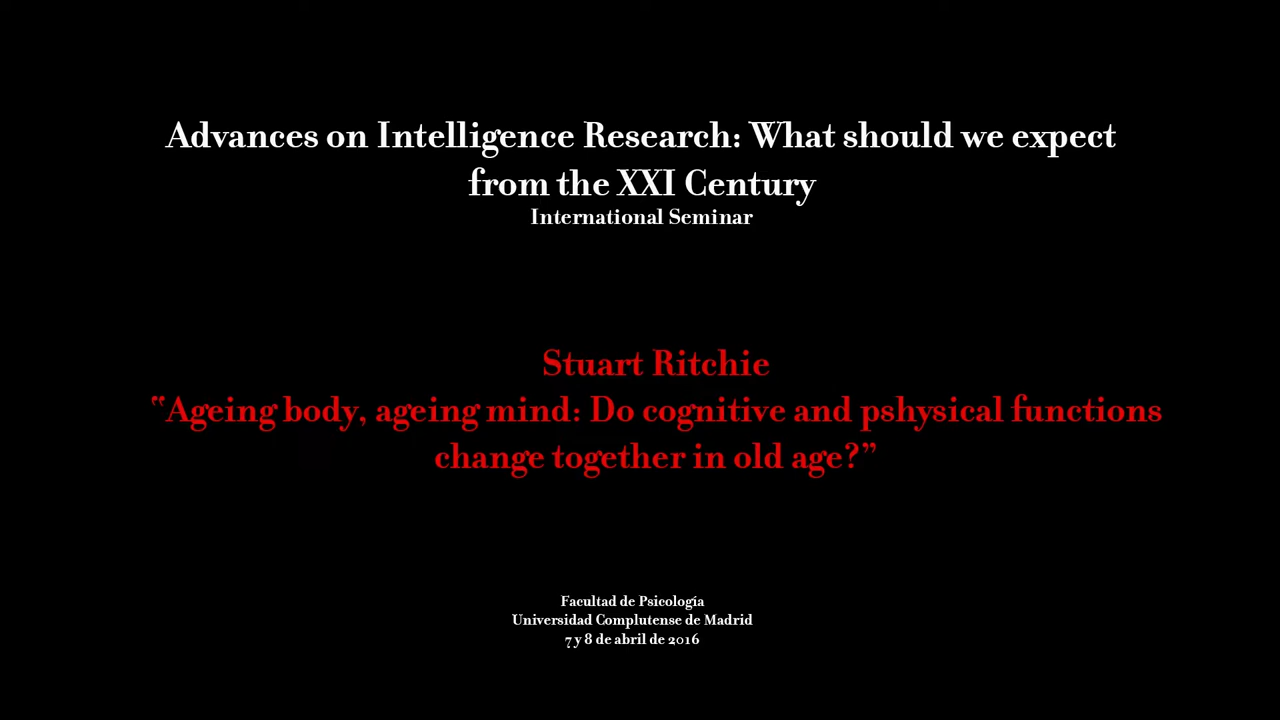 Advances on Intelligence Research: What should we expect
from the XXI Century
International Seminar
Stuart Ritchie
“Ageing body, ageing mind: Do cognitive and pshysical functions
change together in old age?”
Facultad de Psicología
Universidad Complutense de Madrid
7 y 8 de abril de 2016